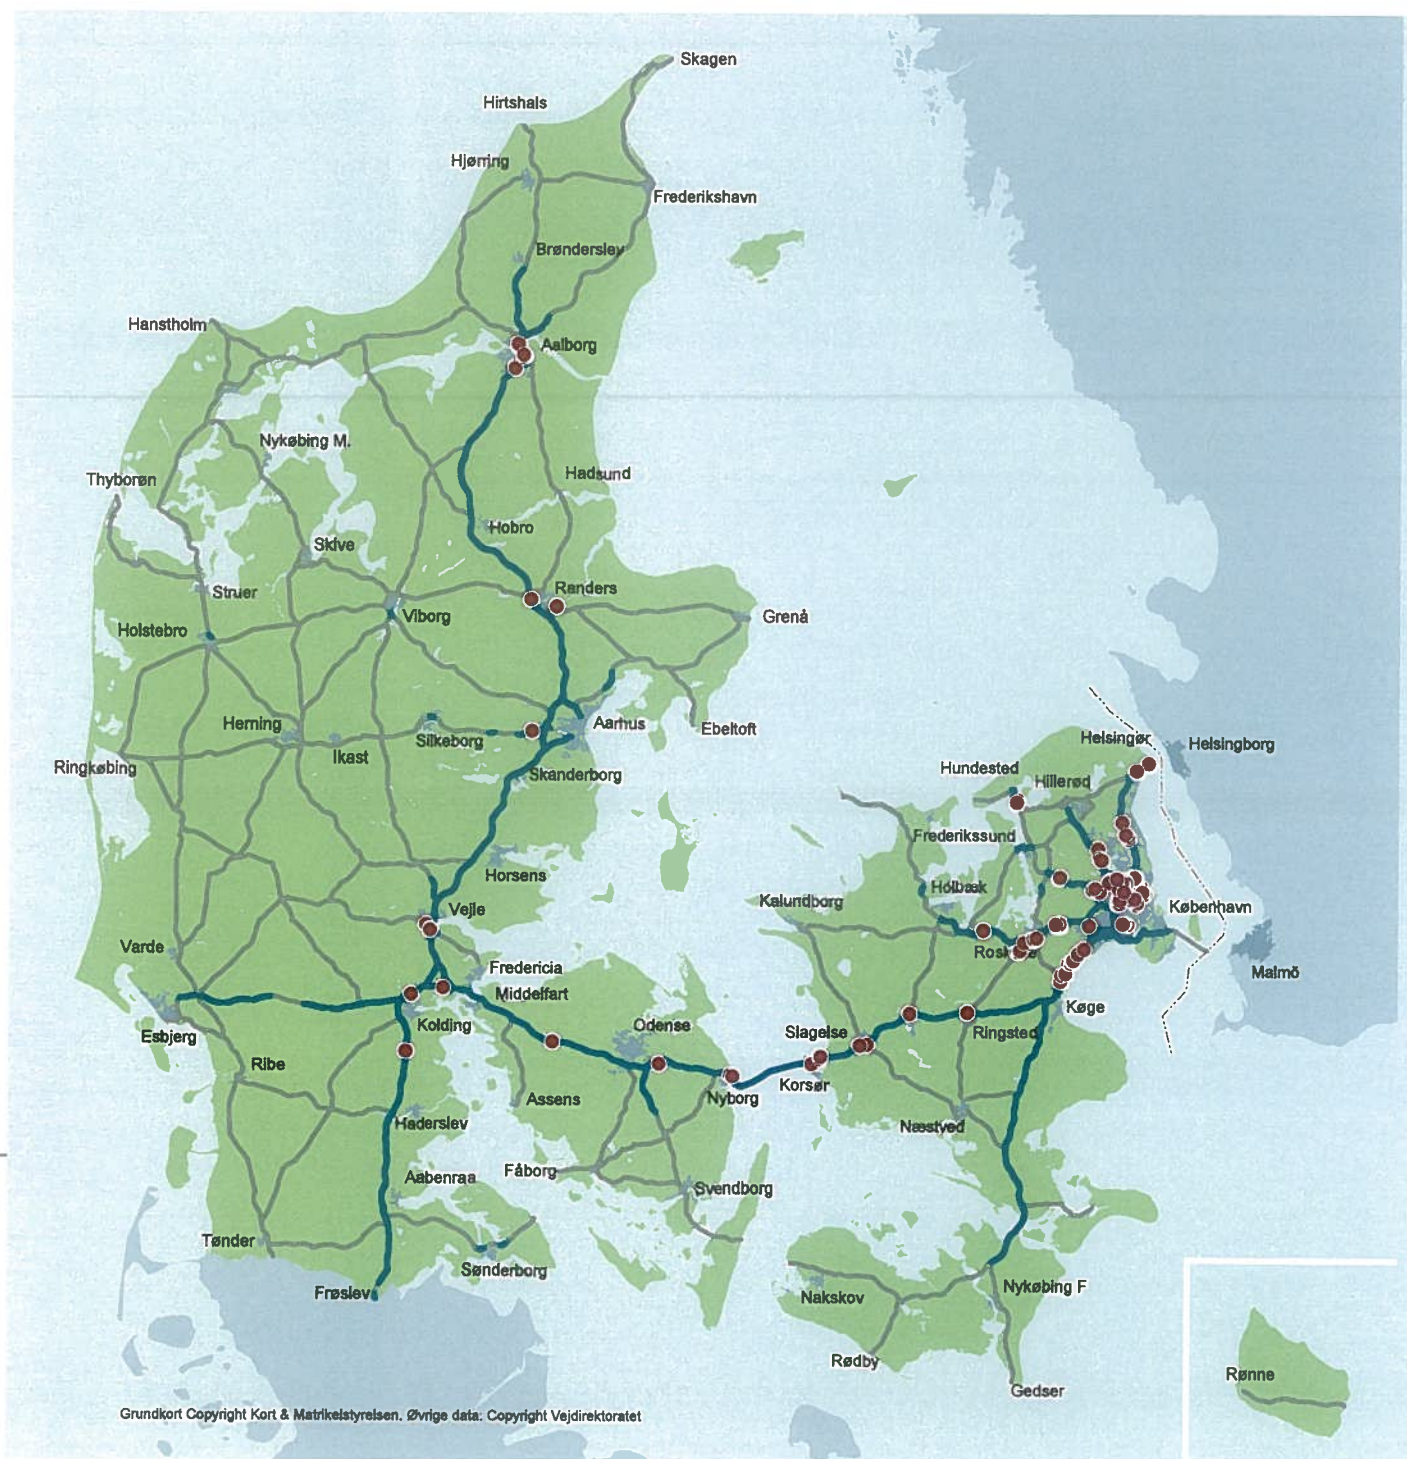 Skagen
Hirtshals
Hjørring
Frederikshavn
Brønderslev
Hanstholm
Aalborg
Nykøbing M.
Thyborøn
Hadsund
Hobro
Skive
Struer
Randers
Viborg
Grenå
Holstebro
Herning
Silkeborg
Aarhus
Ebeltoft
Ikast
Ringkøbing
Skanderborg
Helsingør
Helsingborg
Hundested
Hillerød
Frederikssund
Horsens
Holbæk
Kalundborg
København
Vejle
Varde
Roskilde
Malmö
Fredericia
Middelfart
Esbjerg
Kolding
Odense
Slagelse
Ringsted
Køge
Ribe
Korsør
Assens
Nyborg
Haderslev
Næstved
Fåborg
Aabenraa
Svendborg
Tønder
Sønderborg
Frøslev
Nakskov
Nykøbing F
Rødby
Gedser
Rønne
Grundkort Copyright Kort & Matrikelstyrelsen. Øvrige data: Copyright Vejdirektoratet